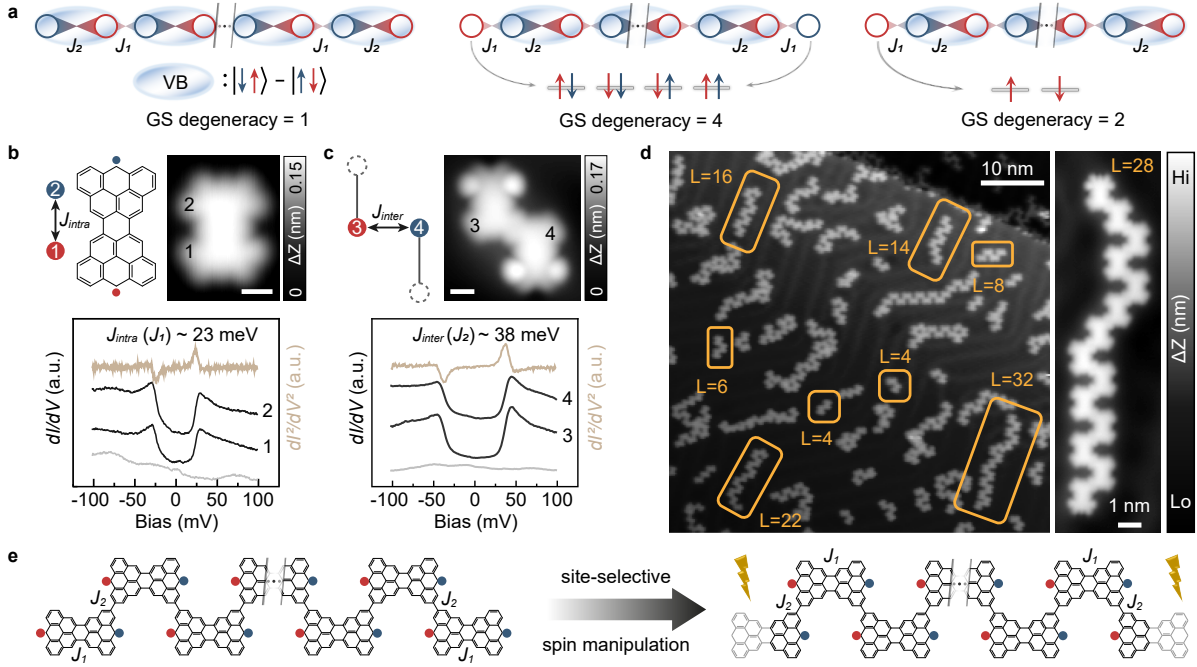 a
J₂ J₁ J₁ J₂
VB : |↓↑⟩ − |↑↓⟩
GS degeneracy = 1
J₁ J₂ J₂ J₁
GS degeneracy = 4
J₁ J₂ J₂
GS degeneracy = 2
b
2
J_intra
1
2
1
0 ΔZ (nm) 0.15
J_intra (J₁) ~ 23 meV
dI/dV (a.u.)
dI²/dV² (a.u.)
2
1
-100 -50 0 50 100
Bias (mV)
c
3 J_inter 4
3
4
0 ΔZ (nm) 0.17
J_inter (J₂) ~ 38 meV
dI/dV (a.u.)
dI²/dV² (a.u.)
4
3
-100 -50 0 50 100
Bias (mV)
d
10 nm
L=16
L=14
L=8
L=6
L=4
L=4
L=32
L=22
L=28
1 nm
Hi
ΔZ (nm)
Lo
e
J₂ J₂
J₁ J₁
site-selective
spin manipulation
J₁ J₁
J₂ J₂